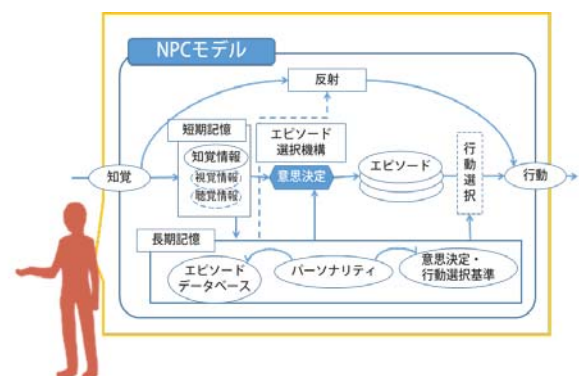 NPCモデル
反射
短期記憶
エピソード
選択機構
知覚情報
視覚情報
聴覚情報
知覚
意思決定
エピソード
行動選択
行動
長期記憶
エピソード
データベース
パーソナリティ
意思決定・
行動選択基準